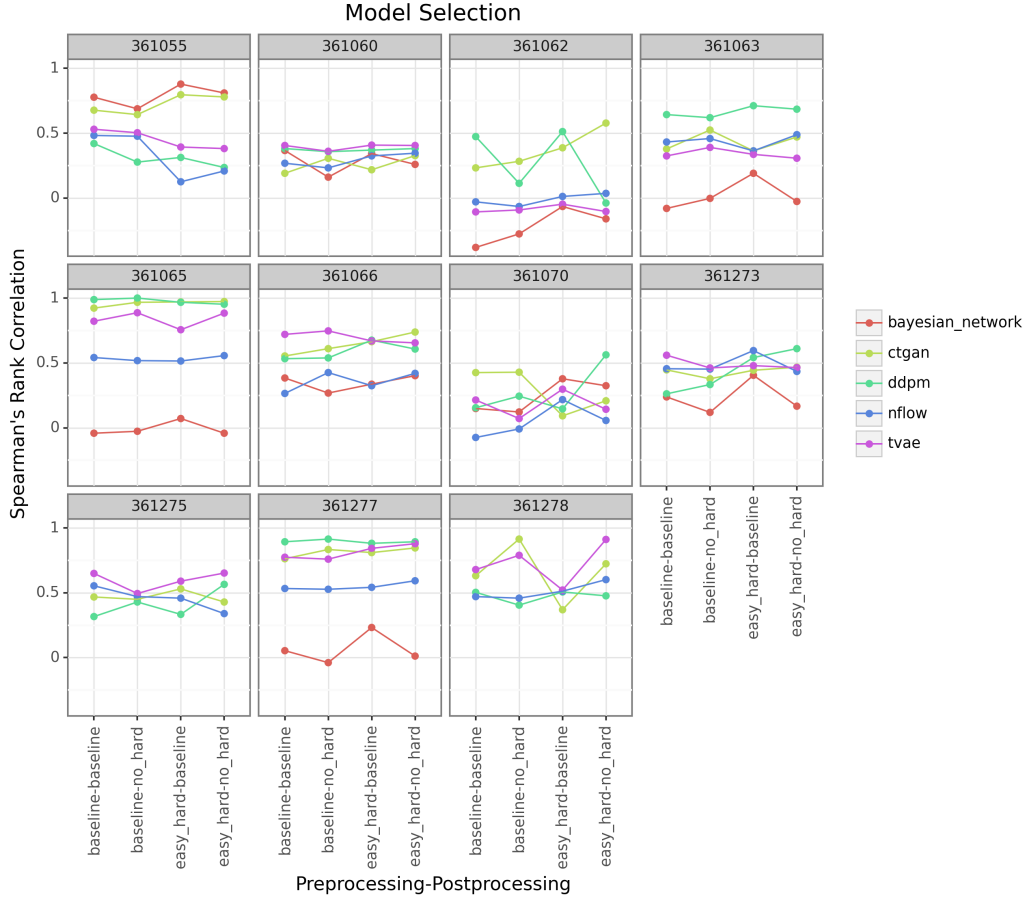 Model Selection
361055
361060
361062
361063
1
0.5
0
361065
361066
361070
361273
1
0.5
0
361275
361277
361278
1
0.5
0
baseline-baseline
baseline-no_hard
easy_hard-baseline
easy_hard-no_hard
baseline-baseline
baseline-no_hard
easy_hard-baseline
easy_hard-no_hard
baseline-baseline
baseline-no_hard
easy_hard-baseline
easy_hard-no_hard
baseline-baseline
baseline-no_hard
easy_hard-baseline
easy_hard-no_hard
Spearman's Rank Correlation
Preprocessing-Postprocessing
bayesian_network
ctgan
ddpm
nflow
tvae